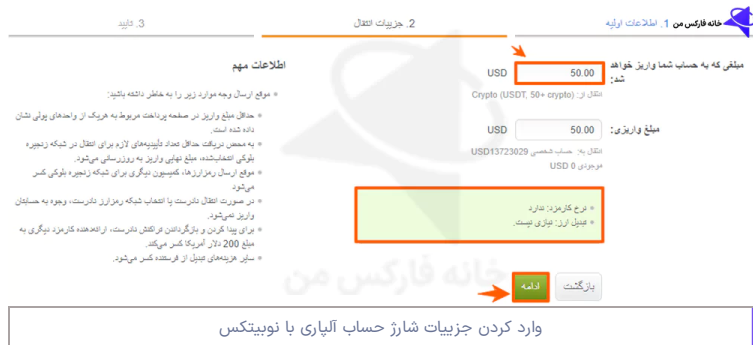 خانه فارکس من
1. اطلاعات اولیه
2. جزییات انتقال
3. تایید
مبلغی که به حساب شما واریز خواهد
شد:
50.00 USD
انتقال از: Crypto (USDT, 50+ crypto)
مبلغ واریزی:
50.00 USD
انتقال به: حساب شخصی USD13723029
موجودی 0 USD
نرخ کارمزد: ندارد
تبدیل ارز: نیازی نیست.
بازگشت
ادامه
اطلاعات مهم
موقع ارسال وجه موارد زیر را به خاطر داشته باشید:
حداقل مبلغ واریز در صفحه پرداخت مربوط به هریک از واحدهای پولی نشان
داده شده است.
به محض دریافت حداقل تعداد تأییدیه‌های لازم برای انتقال در شبکه زنجیره
بلوکی انتخاب‌شده، مبلغ نهایی واریز به روزرسانی می‌شود.
موقع ارسال رمزارزها، کمیسیون دیگری برای شبکه زنجیره بلوکی کسر
می‌شود
در صورت انتقال نادرست یا انتخاب شبکه رمزارز نادرست، وجوه به حسابتان
واریز نمی‌شود.
برای پیدا کردن و بازگرداندن تراکنش نادرست، ارائه‌دهنده کارمزد دیگری به
مبلغ 200 دلار آمریکا کسر می‌کند.
سایر هزینه‌های تبدیل از فرستنده کسر می‌شود.
خانه فارکس من
وارد کردن جزییات شارژ حساب آلپاری با نوبیتکس